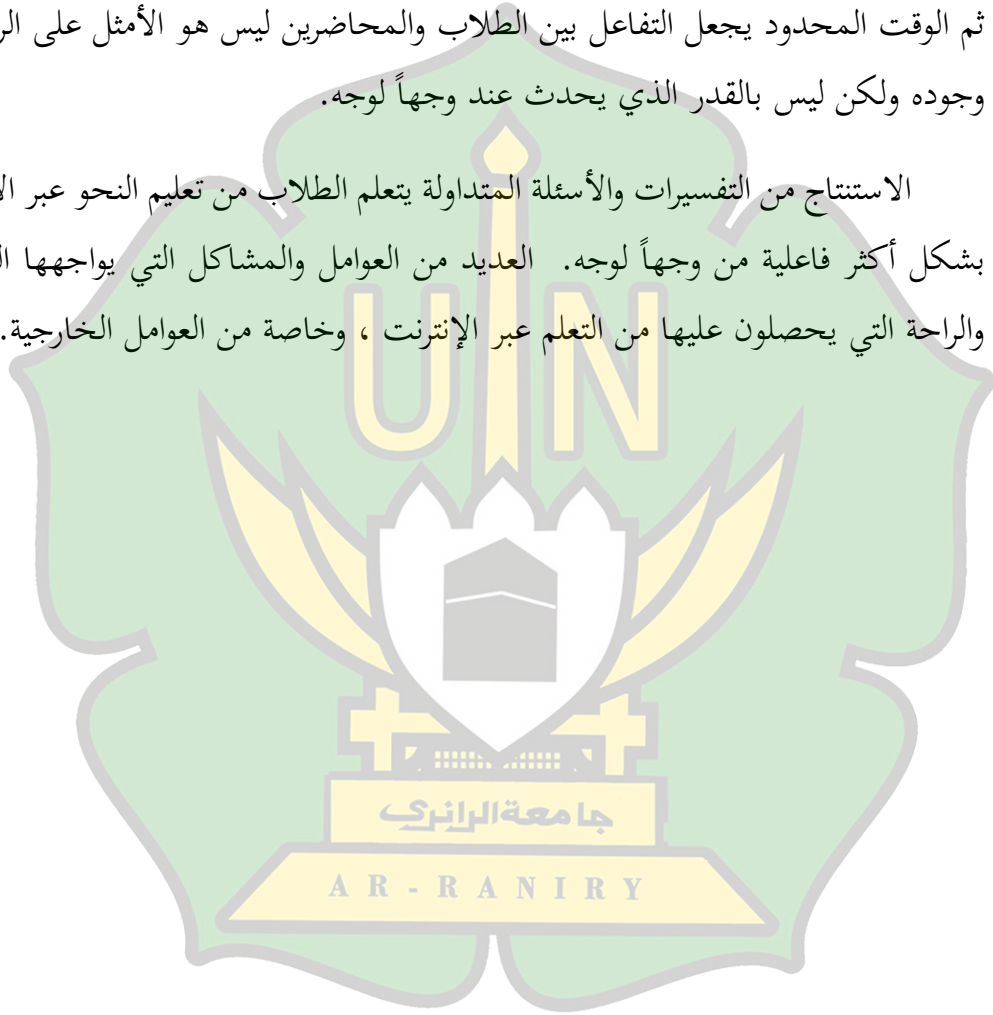 ثم الوقت المحدود يجعل التفاعل بين الطلاب والمحاضرين ليس هو الأمثل على
وجوده ولكن ليس بالقدر الذي يحدث عند وجهاً لوجه.
الاستنتاج من التفسيرات والأسئلة المتداولة يتعلم الطلاب من تعليم النحو عبر
بشكل أكثر فاعلية من وجهاً لوجه. العديد من العوامل والمشاكل التي يواجهها
والراحة التي يحصلون عليها من التعلم عبر الإنترنت ، وخاصة من العوامل الخارجية.
UIN
جامعة الرانري
AR-RANIRY